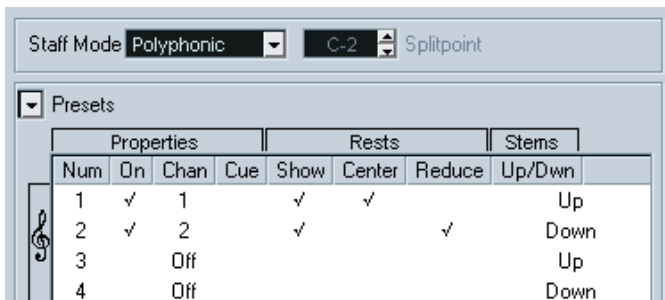 Staff Mode Polyphonic C-2 Splitpoint
Presets
Properties Rests Stems
Num On Chan Cue Show Center Reduce Up/Dwn
1 √ 1 √ √ Up
2 √ 2 √ √ Down
3 Off Up
4 Off Down